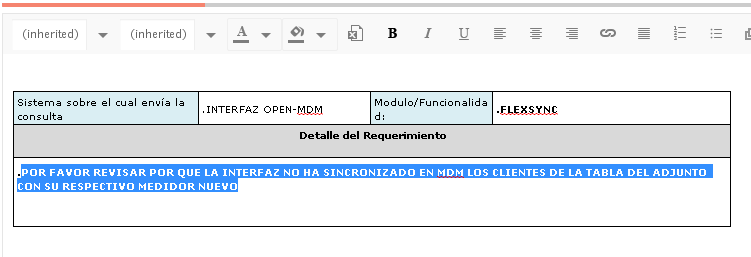 (inherited) (inherited) A B I U
Sistema sobre el cual envía la
consulta
.INTERFAZ OPEN-MDM
Modulo/Funcionalida
d:
.FLEXSYNC
Detalle del Requerimiento
.POR FAVOR REVISAR POR QUE LA INTERFAZ NO HA SINCRONIZADO EN MDM LOS CLIENTES DE LA TABLA DEL ADJUNTO
CON SU RESPECTIVO MEDIDOR NUEVO